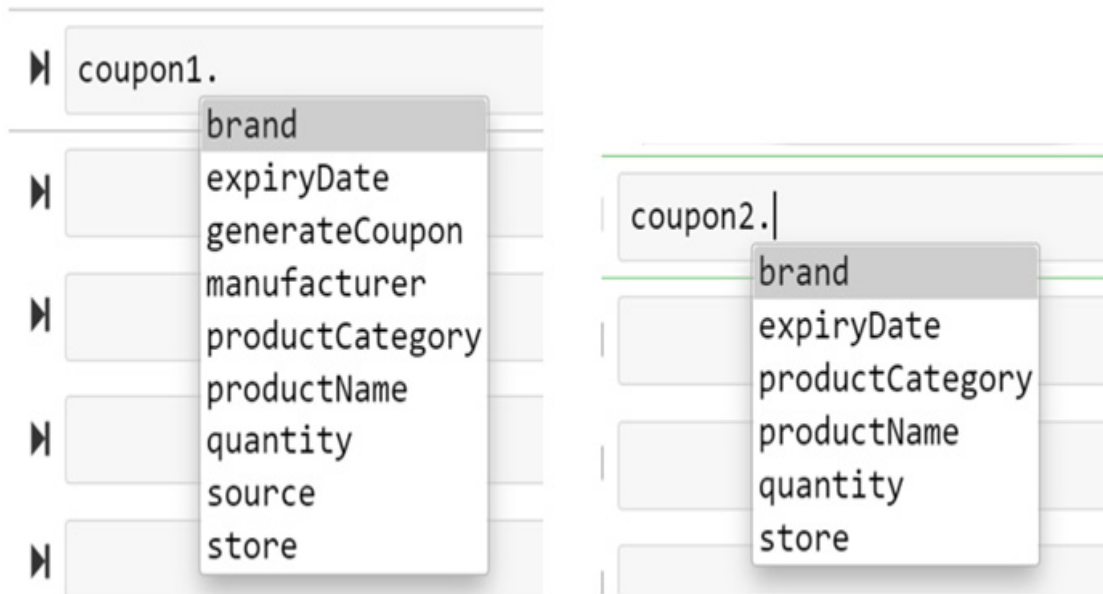 coupon1.
brand
expiryDate
generateCoupon
manufacturer
productCategory
productName
quantity
source
store
coupon2.
brand
expiryDate
productCategory
productName
quantity
store